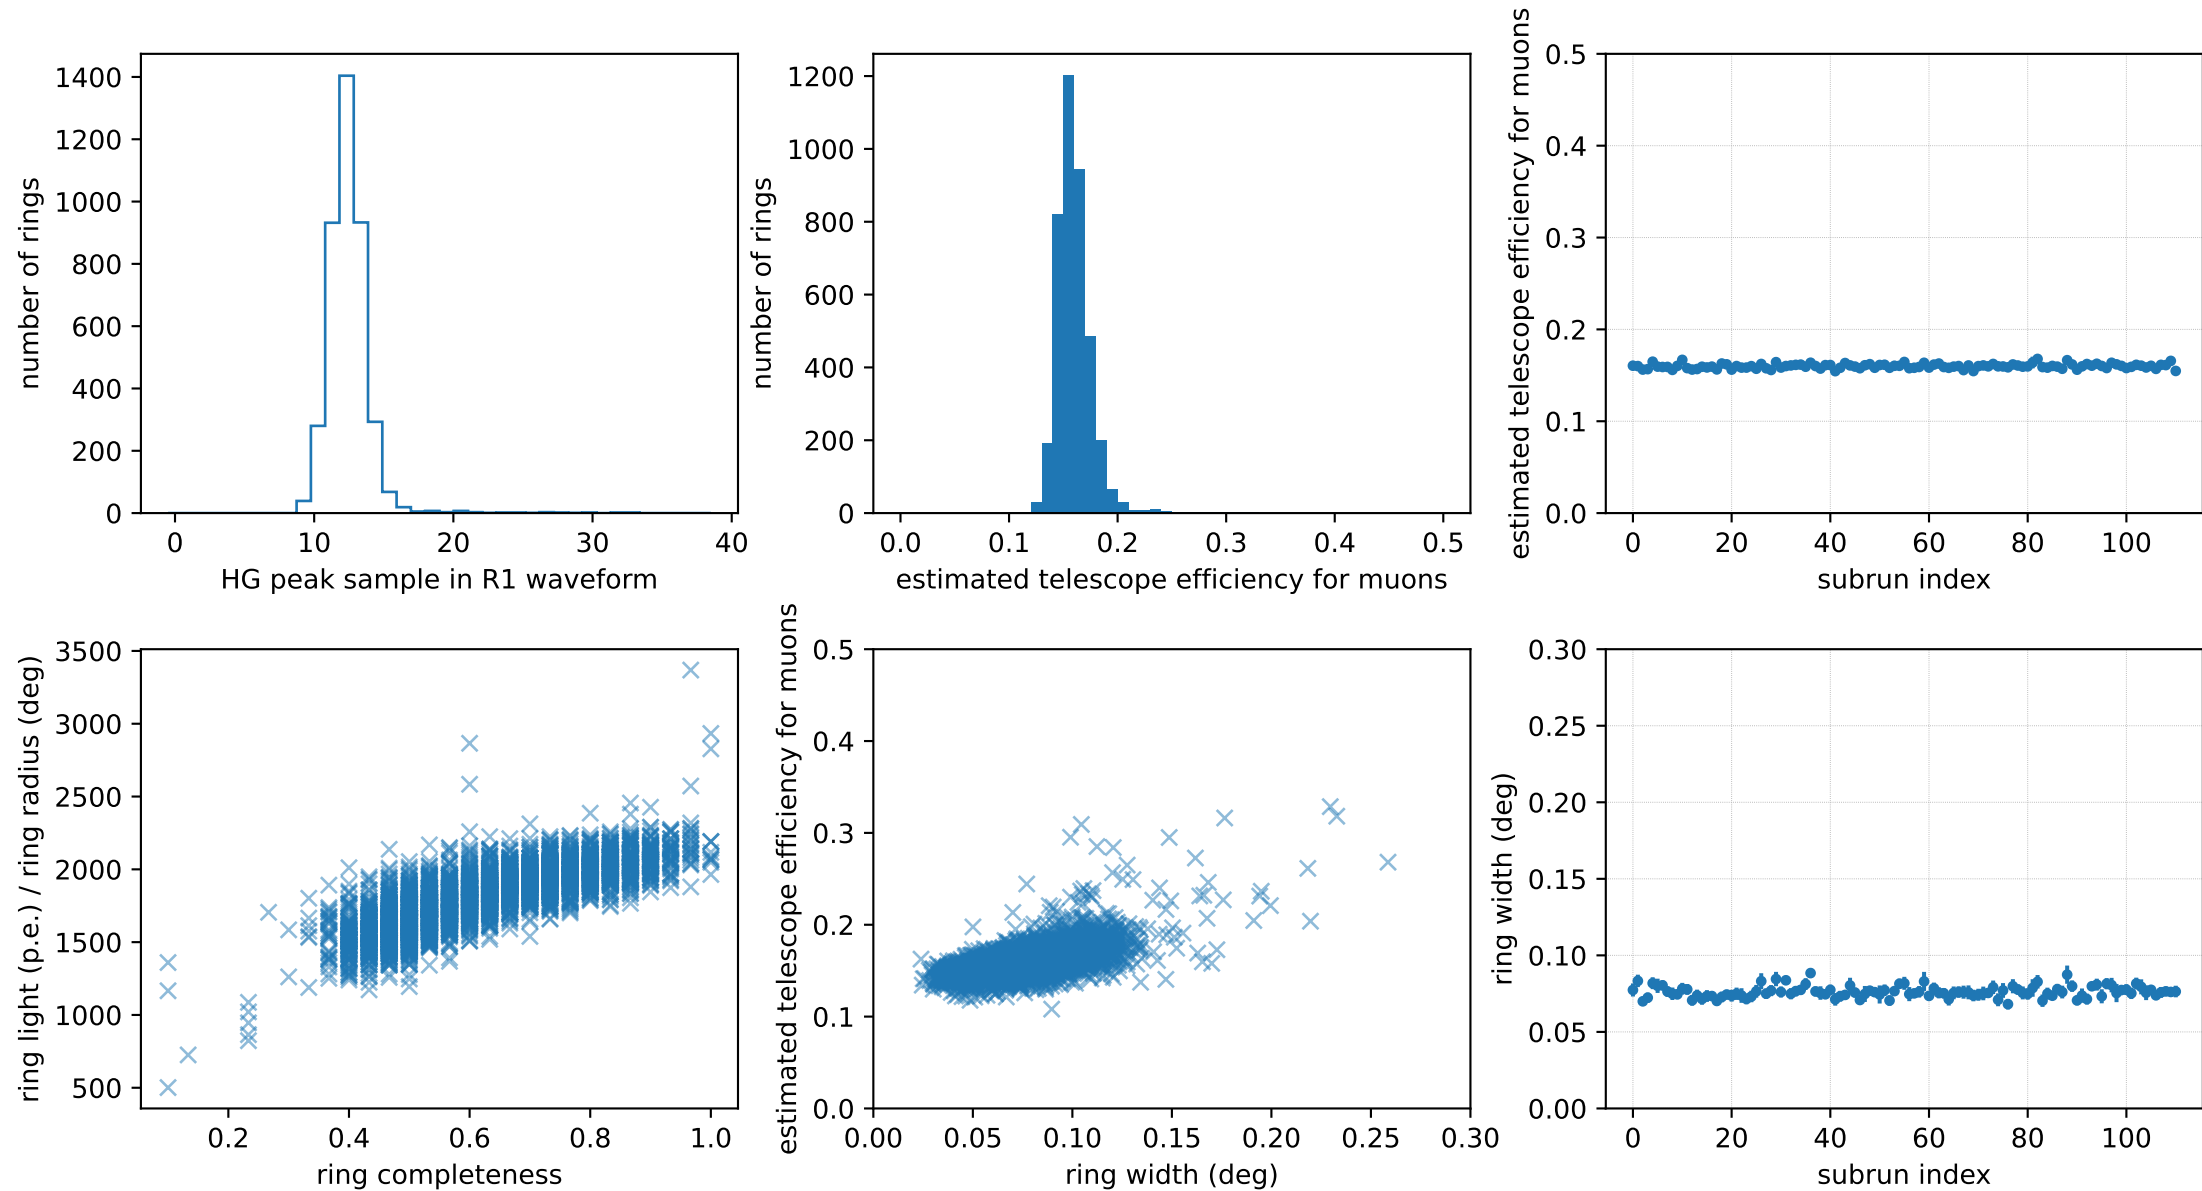 number of rings
1400
1200
1000
800
600
400
200
0
0 10 20 30 40
HG peak sample in R1 waveform
number of rings
1200
1000
800
600
400
200
0
0.0 0.1 0.2 0.3 0.4 0.5
estimated telescope efficiency for muons
estimated telescope efficiency for muons
0.5
0.4
0.3
0.2
0.1
0.0
0 20 40 60 80 100
subrun index
ring light (p.e.) / ring radius (deg)
3500
3000
2500
2000
1500
1000
500
0.2 0.4 0.6 0.8 1.0
ring completeness
estimated telescope efficiency for muons
0.5
0.4
0.3
0.2
0.1
0.0
0.00 0.05 0.10 0.15 0.20 0.25 0.30
ring width (deg)
ring width (deg)
0.30
0.25
0.20
0.15
0.10
0.05
0.00
0 20 40 60 80 100
subrun index